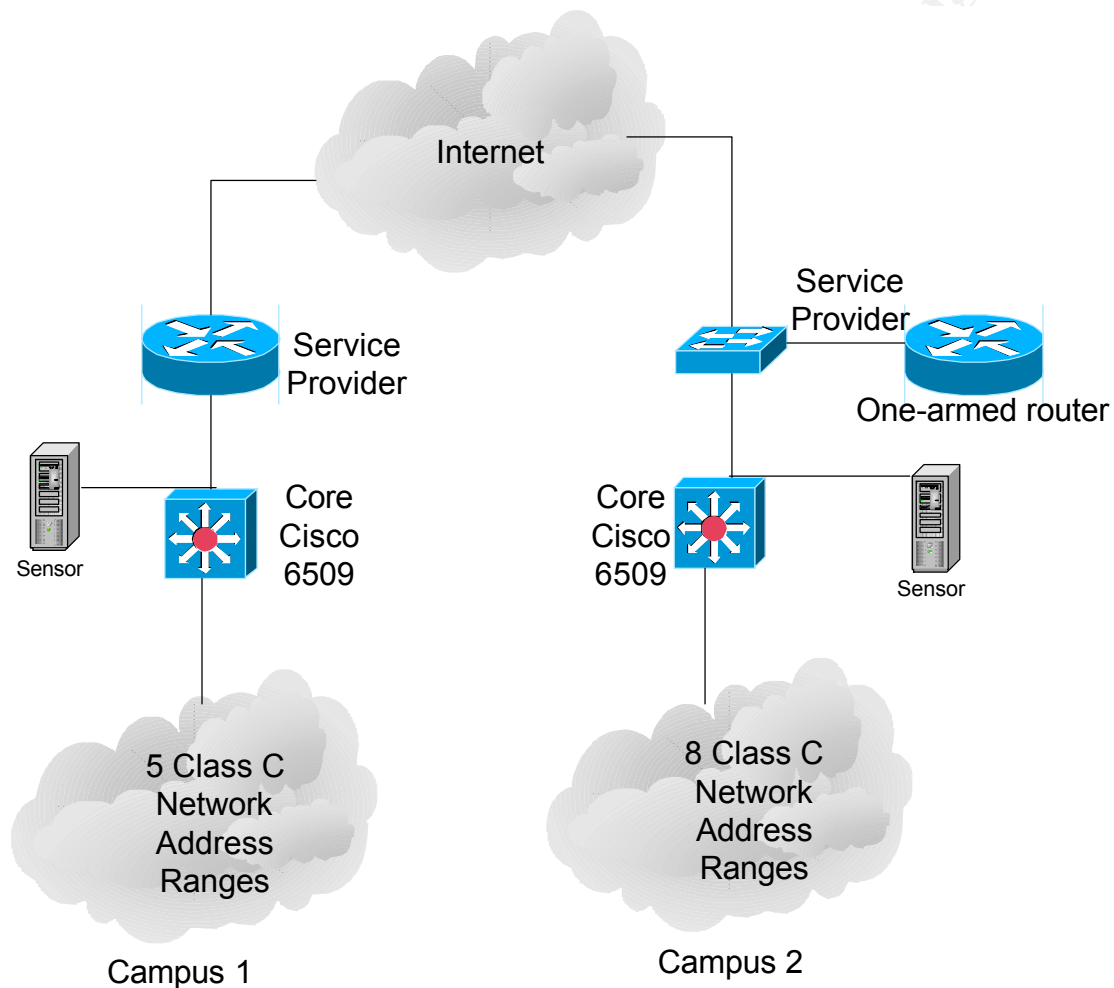 Internet
Service
Provider
Service
Provider
One-armed router
Core
Cisco
6509
Sensor
Core
Cisco
6509
Sensor
5 Class C
Network
Address
Ranges
8 Class C
Network
Address
Ranges
Campus 1
Campus 2